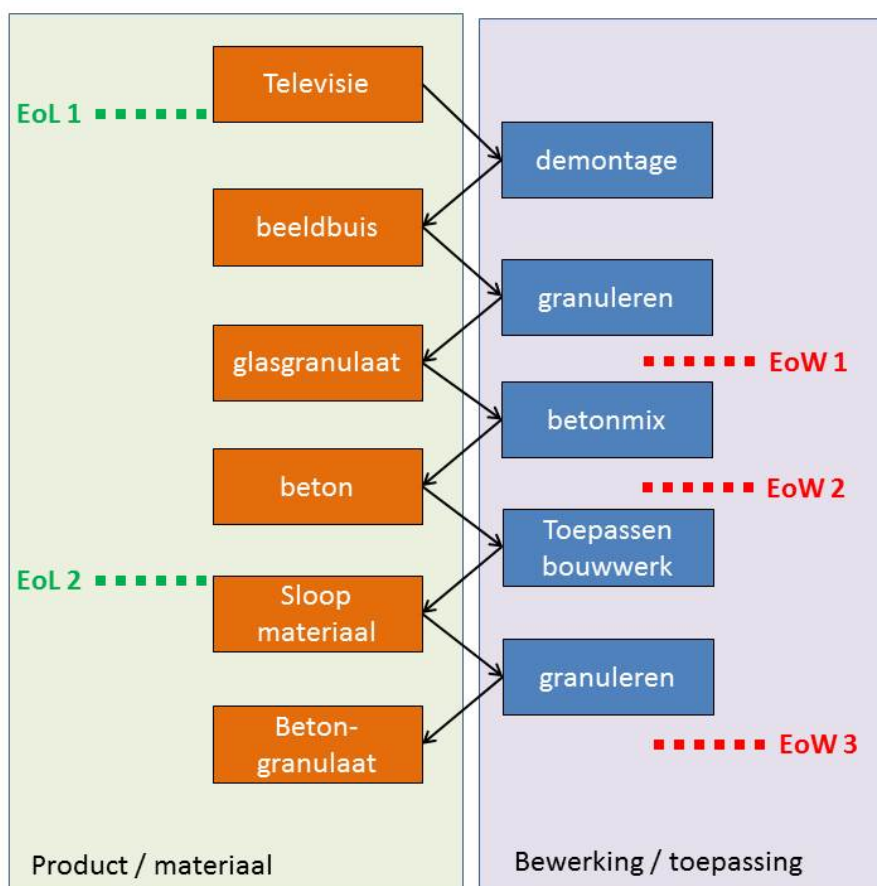 Televisie
EoL 1
demontage
beeldbuis
granuleren
glasgranulaat
EoW 1
betonmix
beton
EoW 2
Toepassen
bouwwerk
EoL 2
Sloop
materiaal
granuleren
Beton-
granulaat
EoW 3
Product / materiaal
Bewerking / toepassing